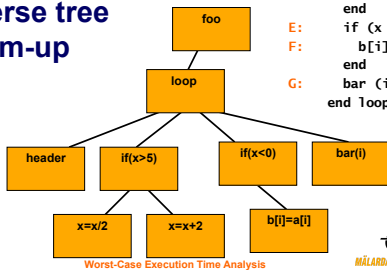 erse tree
m-up
foo
loop
header
if(x>5)
if(x<0)
bar(i)
x=x/2
x=x+2
b[i]=a[i]
end
E: if (x
F: b[i]
end
G: bar (i
end loop
Worst-Case Execution Time Analysis
MÄLARD